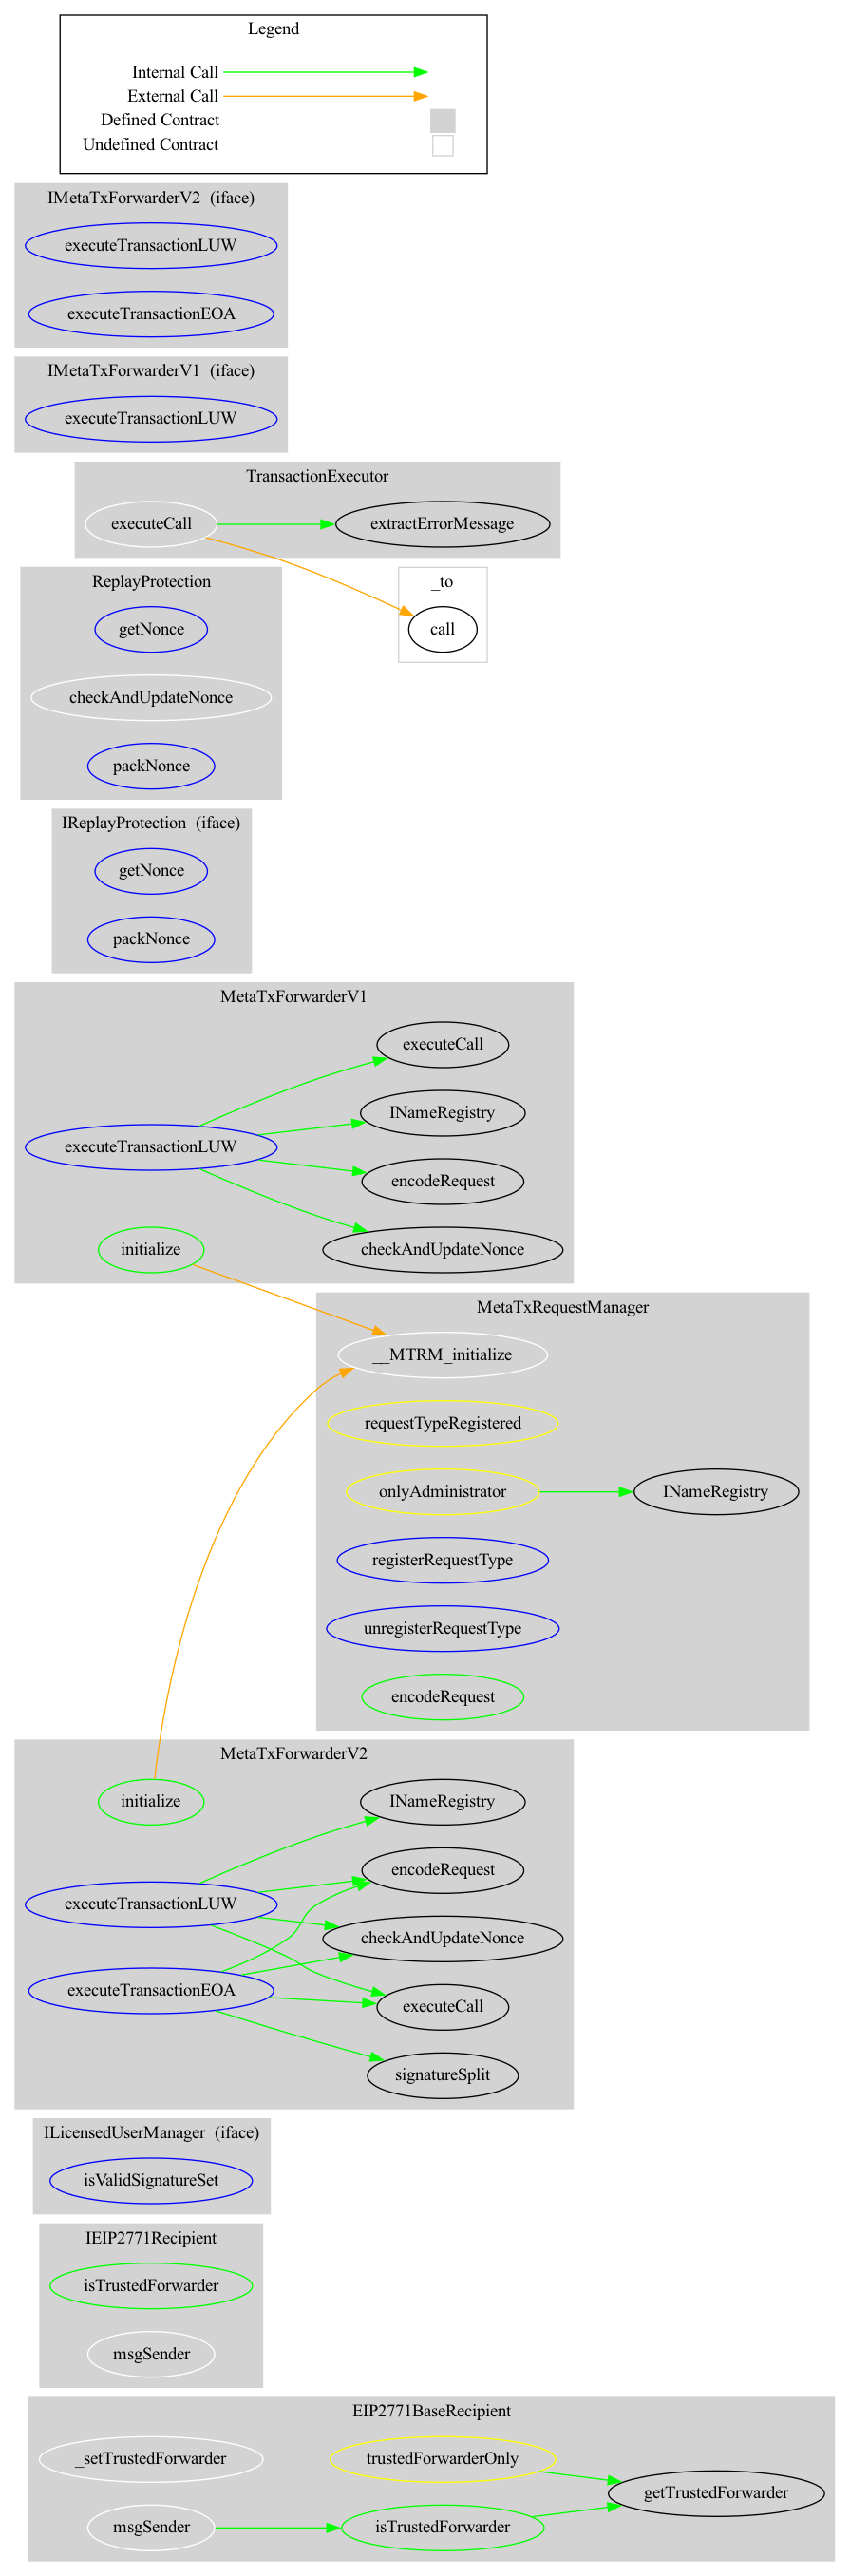 Legend
Internal Call
External Call
Defined Contract
Undefined Contract
IMetaTxForwarderV2  (iface)
executeTransactionLUW
executeTransactionEOA
IMetaTxForwarderV1  (iface)
executeTransactionLUW
TransactionExecutor
executeCall
extractErrorMessage
_to
call
ReplayProtection
getNonce
checkAndUpdateNonce
packNonce
IReplayProtection  (iface)
getNonce
packNonce
MetaTxForwarderV1
executeCall
INameRegistry
executeTransactionLUW
encodeRequest
initialize
checkAndUpdateNonce
MetaTxRequestManager
__MTRM_initialize
requestTypeRegistered
onlyAdministrator
INameRegistry
registerRequestType
unregisterRequestType
encodeRequest
MetaTxForwarderV2
initialize
INameRegistry
encodeRequest
executeTransactionLUW
checkAndUpdateNonce
executeTransactionEOA
executeCall
signatureSplit
ILicensedUserManager  (iface)
isValidSignatureSet
IEIP2771Recipient
isTrustedForwarder
msgSender
EIP2771BaseRecipient
_setTrustedForwarder
trustedForwarderOnly
getTrustedForwarder
msgSender
isTrustedForwarder